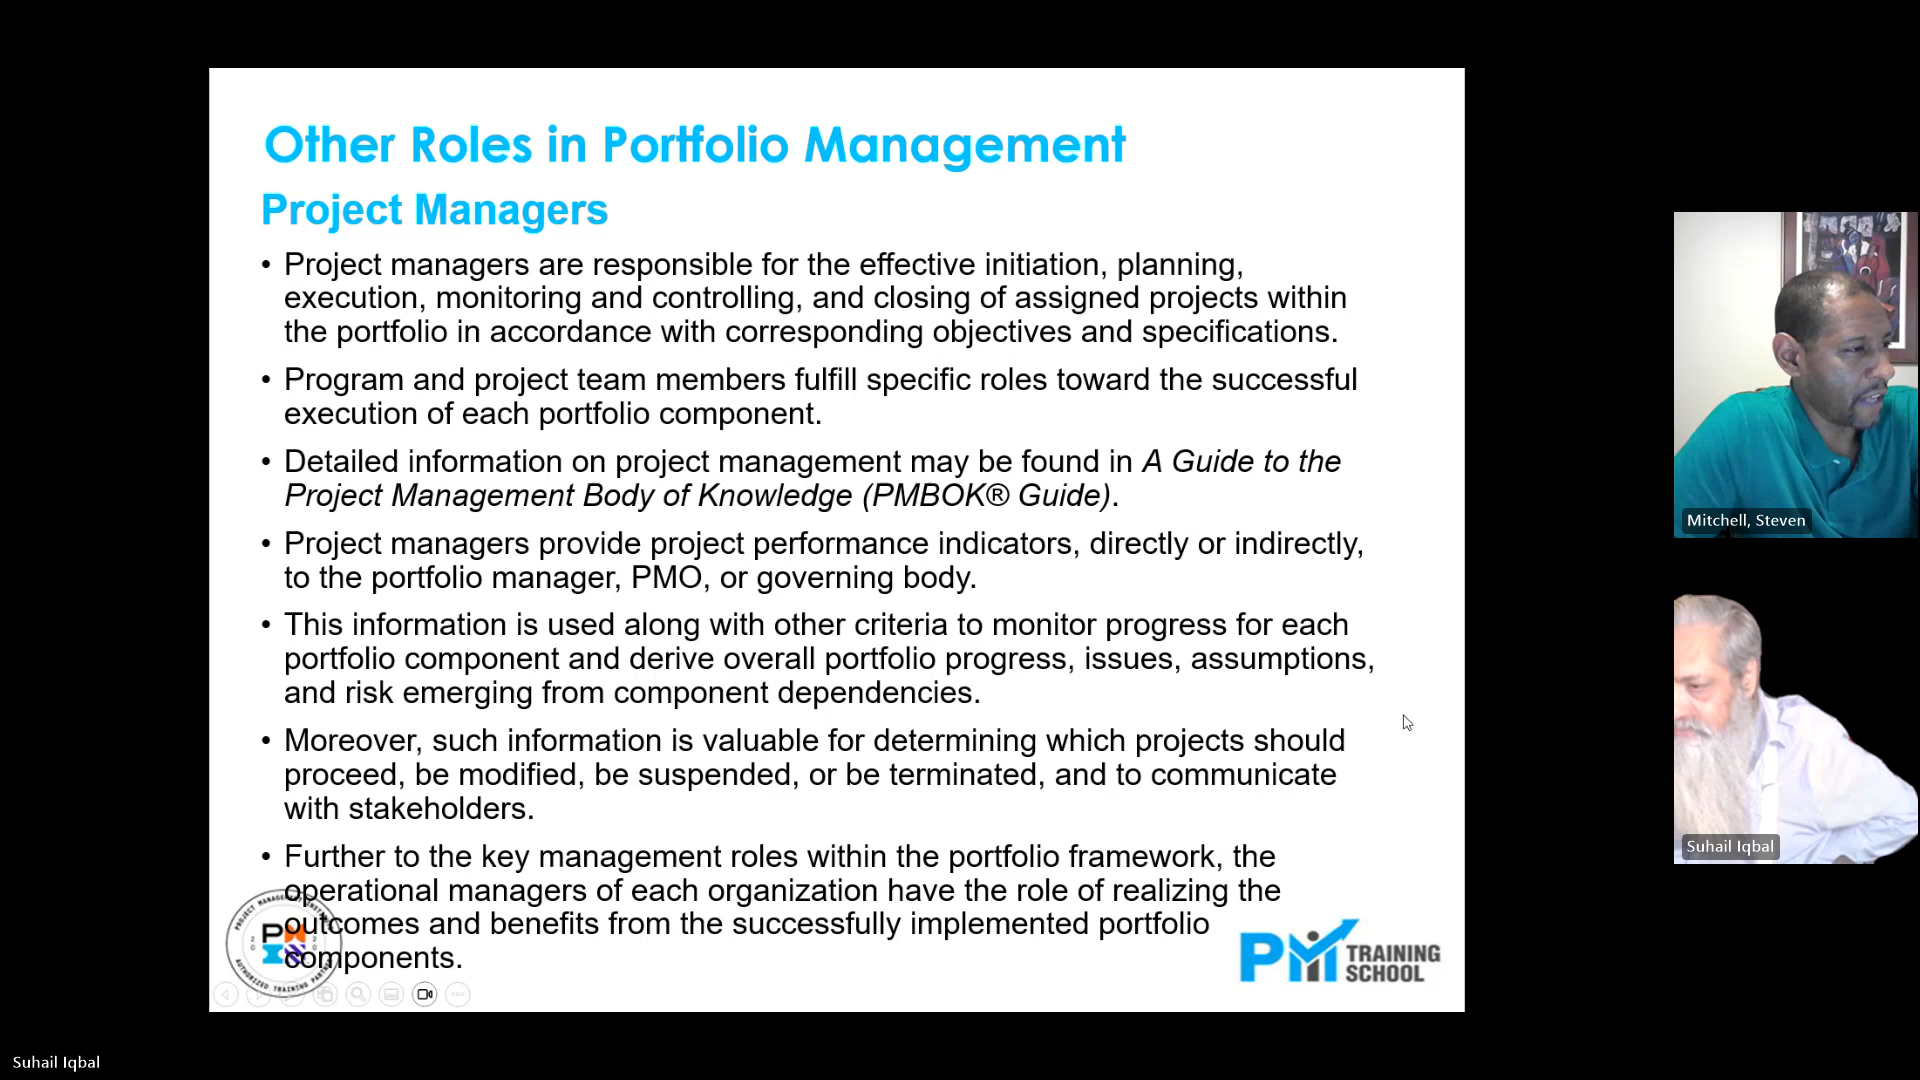 Other Roles in Portfolio Management
Project Managers
• Project managers are responsible for the effective initiation, planning,
execution, monitoring and controlling, and closing of assigned projects within
the portfolio in accordance with corresponding objectives and specifications.
• Program and project team members fulfill specific roles toward the successful
execution of each portfolio component.
• Detailed information on project management may be found in A Guide to the
Project Management Body of Knowledge (PMBOK® Guide).
• Project managers provide project performance indicators, directly or indirectly,
to the portfolio manager, PMO, or governing body.
• This information is used along with other criteria to monitor progress for each
portfolio component and derive overall portfolio progress, issues, assumptions,
and risk emerging from component dependencies.
• Moreover, such information is valuable for determining which projects should
proceed, be modified, be suspended, or be terminated, and to communicate
with stakeholders.
• Further to the key management roles within the portfolio framework, the
operational managers of each organization have the role of realizing the
outcomes and benefits from the successfully implemented portfolio
components.
AUTHORIZED TRAINING PARTNER
PM TRAINING
SCHOOL
Mitchell, Steven
Suhail Iqbal
Suhail Iqbal